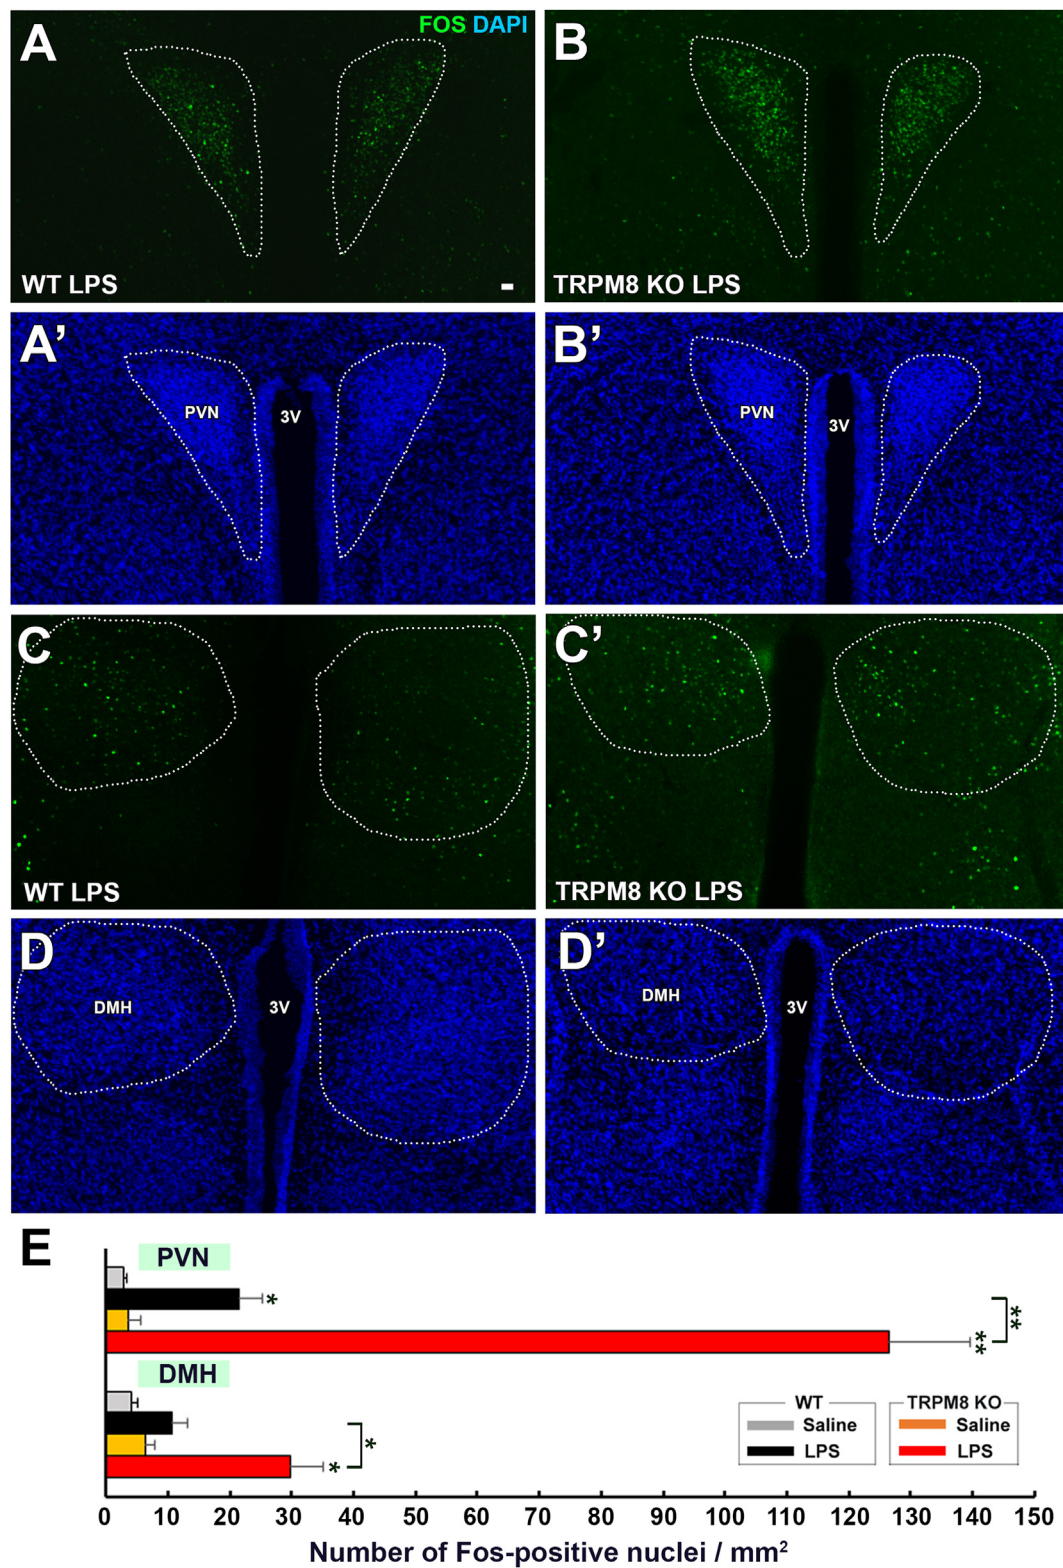 A
FOS DAPI
B
WT LPS
TRPM8 KO LPS
A’
B’
PVN
3V
PVN
3V
C
C’
WT LPS
TRPM8 KO LPS
D
D’
DMH
3V
DMH
3V
E
PVN
*
**
**
DMH
*
*
WT
TRPM8 KO
Saline
Saline
LPS
LPS
0 10 20 30 40 50 60 70 80 90 100 110 120 130 140 150
Number of Fos-positive nuclei / mm²